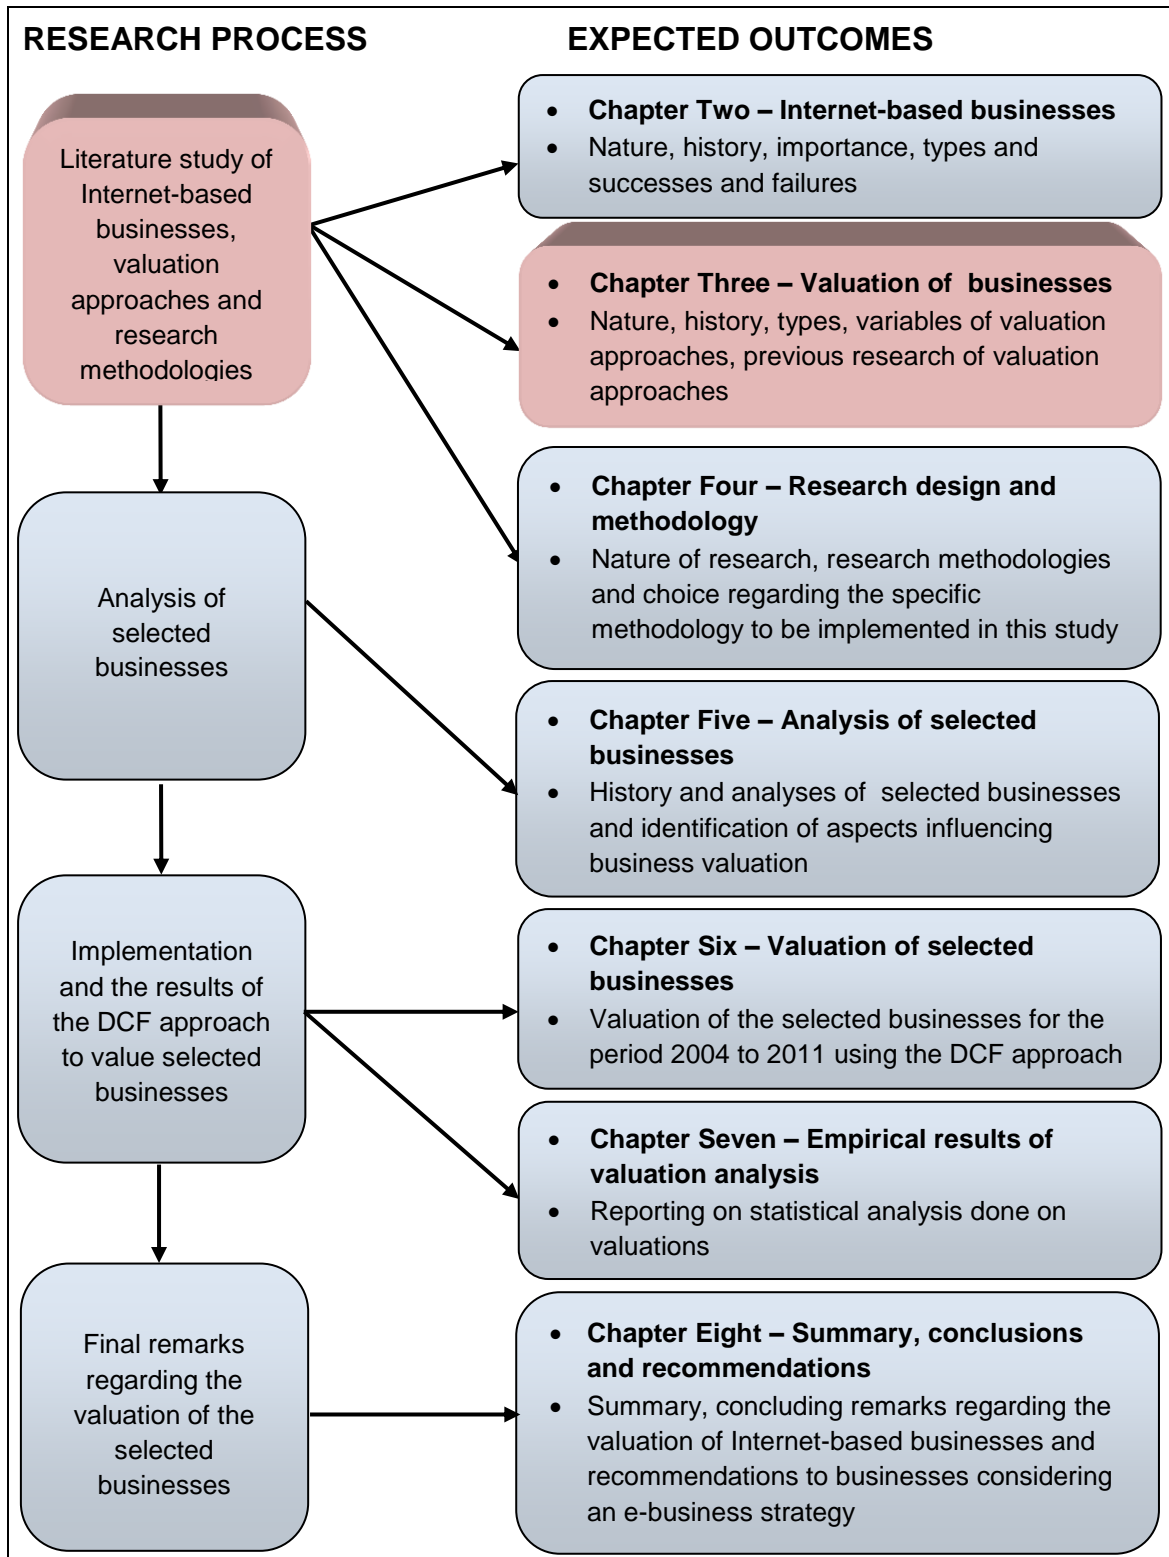 RESEARCH PROCESS
EXPECTED OUTCOMES
Literature study of
Internet-based
businesses,
valuation
approaches and
research
methodologies
• Chapter Two – Internet-based businesses
• Nature, history, importance, types and
successes and failures
• Chapter Three – Valuation of businesses
• Nature, history, types, variables of valuation
approaches, previous research of valuation
approaches
• Chapter Four – Research design and
methodology
• Nature of research, research methodologies
and choice regarding the specific
methodology to be implemented in this study
Analysis of
selected
businesses
• Chapter Five – Analysis of selected
businesses
• History and analyses of selected businesses
and identification of aspects influencing
business valuation
Implementation
and the results of
the DCF approach
to value selected
businesses
• Chapter Six – Valuation of selected
businesses
• Valuation of the selected businesses for the
period 2004 to 2011 using the DCF approach
• Chapter Seven – Empirical results of
valuation analysis
• Reporting on statistical analysis done on
valuations
Final remarks
regarding the
valuation of the
selected
businesses
• Chapter Eight – Summary, conclusions
and recommendations
• Summary, concluding remarks regarding the
valuation of Internet-based businesses and
recommendations to businesses considering
an e-business strategy